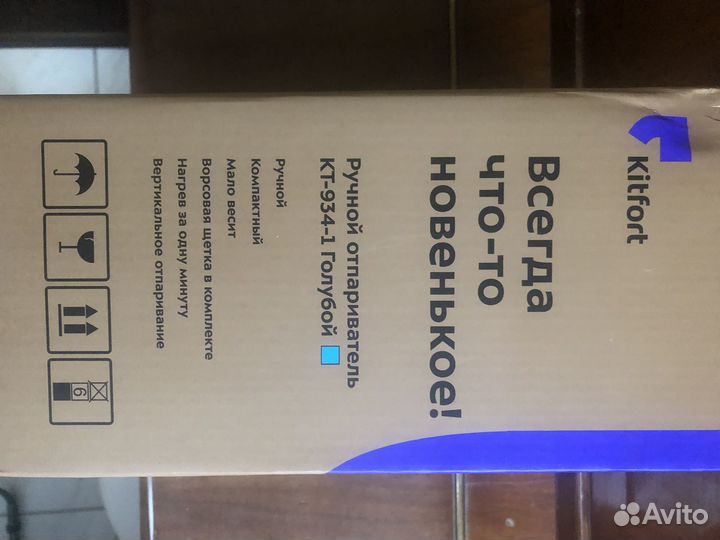 Kitfort
Всегда
что-то
новенькое!
Ручной отпариватель
КТ-934-1 Голубой
Ручной
Компактный
Мало весит
Ворсовая щетка в комплекте
Нагрев за одну минуту
Вертикальное отпаривание
6
Avito